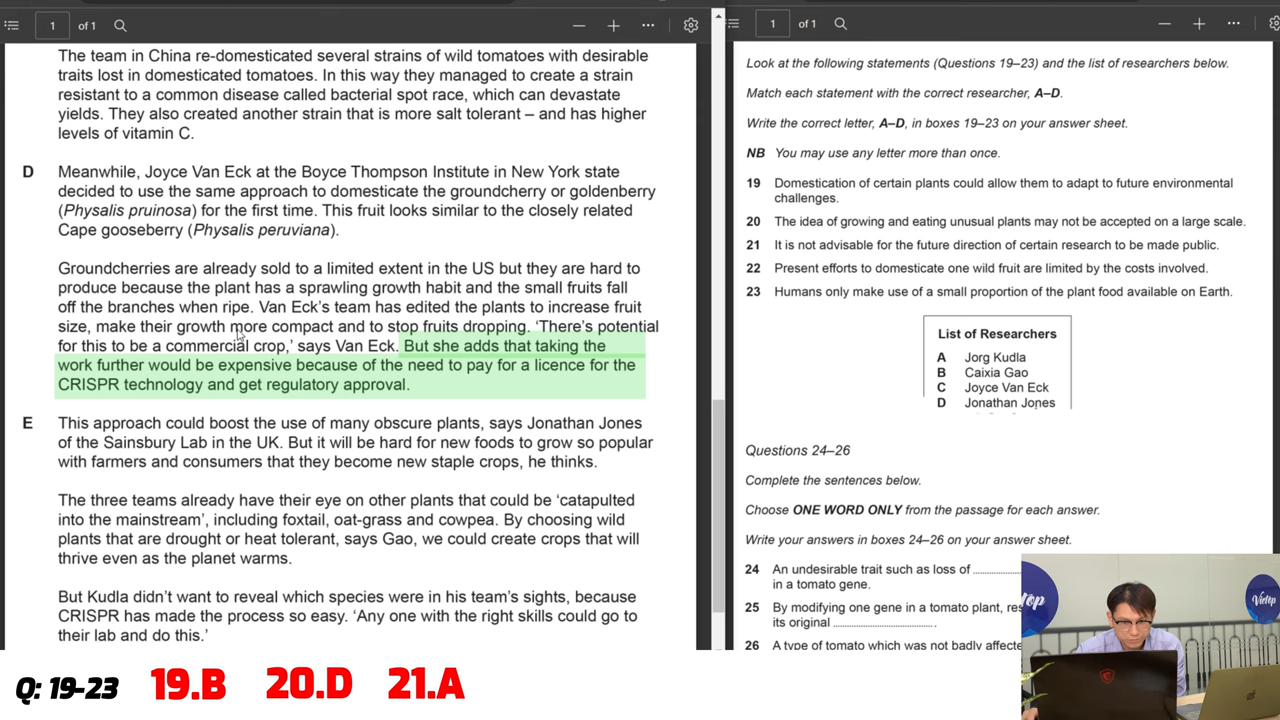 1 of 1
The team in China re-domesticated several strains of wild tomatoes with desirable
traits lost in domesticated tomatoes. In this way they managed to create a strain
resistant to a common disease called bacterial spot race, which can devastate
yields. They also created another strain that is more salt tolerant – and has higher
levels of vitamin C.
D Meanwhile, Joyce Van Eck at the Boyce Thompson Institute in New York state
decided to use the same approach to domesticate the groundcherry or goldenberry
(Physalis pruinosa) for the first time. This fruit looks similar to the closely related
Cape gooseberry (Physalis peruviana).
Groundcherries are already sold to a limited extent in the US but they are hard to
produce because the plant has a sprawling growth habit and the small fruits fall
off the branches when ripe. Van Eck's team has edited the plants to increase fruit
size, make their growth more compact and to stop fruits dropping. 'There's potential
for this to be a commercial crop,' says Van Eck. But she adds that taking the
work further would be expensive because of the need to pay for a licence for the
CRISPR technology and get regulatory approval.
E This approach could boost the use of many obscure plants, says Jonathan Jones
of the Sainsbury Lab in the UK. But it will be hard for new foods to grow so popular
with farmers and consumers that they become new staple crops, he thinks.
The three teams already have their eye on other plants that could be 'catapulted
into the mainstream', including foxtail, oat-grass and cowpea. By choosing wild
plants that are drought or heat tolerant, says Gao, we could create crops that will
thrive even as the planet warms.
But Kudla didn't want to reveal which species were in his team's sights, because
CRISPR has made the process so easy. 'Any one with the right skills could go to
their lab and do this.'
1 of 1
Look at the following statements (Questions 19–23) and the list of researchers below.
Match each statement with the correct researcher, A–D.
Write the correct letter, A–D, in boxes 19–23 on your answer sheet.
NB You may use any letter more than once.
19 Domestication of certain plants could allow them to adapt to future environmental
challenges.
20 The idea of growing and eating unusual plants may not be accepted on a large scale.
21 It is not advisable for the future direction of certain research to be made public.
22 Present efforts to domesticate one wild fruit are limited by the costs involved.
23 Humans only make use of a small proportion of the plant food available on Earth.
List of Researchers
A Jorg Kudla
B Caixia Gao
C Joyce Van Eck
D Jonathan Jones
Questions 24–26
Complete the sentences below.
Choose ONE WORD ONLY from the passage for each answer.
Write your answers in boxes 24–26 on your answer sheet.
24 An undesirable trait such as loss of ............
in a tomato gene.
25 By modifying one gene in a tomato plant, res
its original ..............................
26 A type of tomato which was not badly affecte
VieTop
Q: 19-23 19.B 20.D 21.A